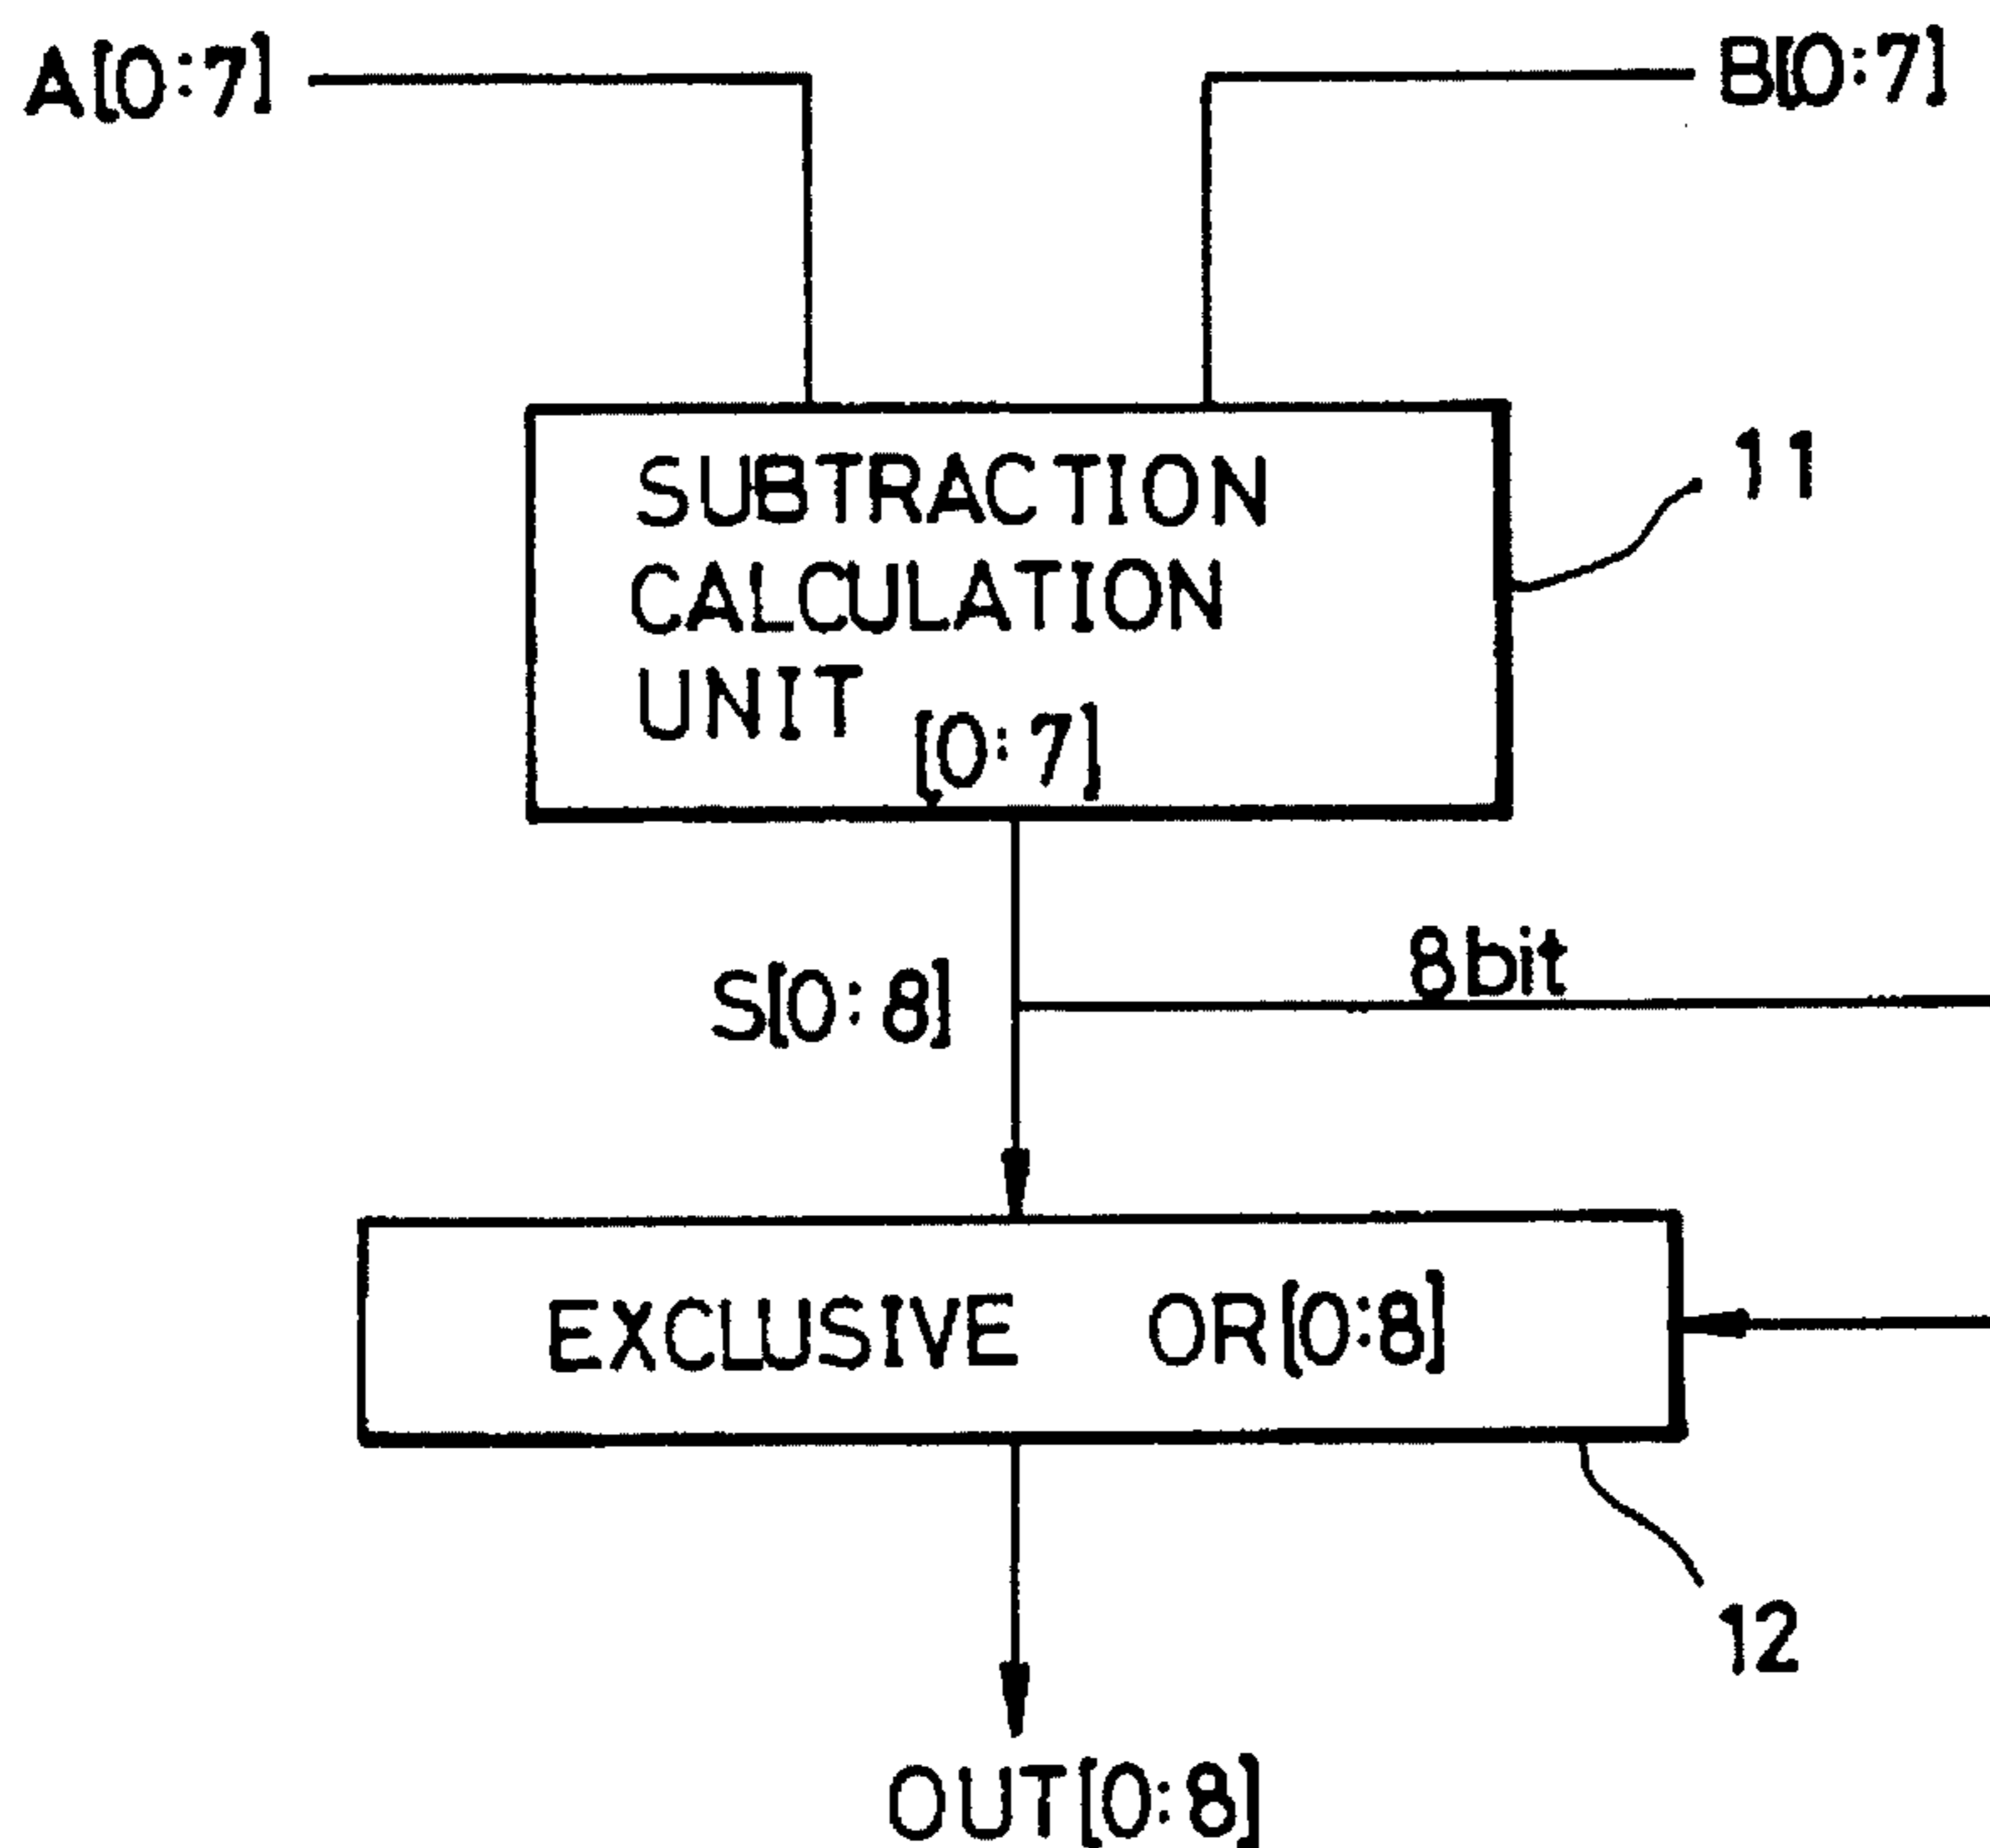 A[0:7]
B[0:7]
SUBTRACTION
CALCULATION
UNIT
[0:7]
11
S[0:8]
8bit
EXCLUSIVE OR[0:8]
12
OUT[0:8]